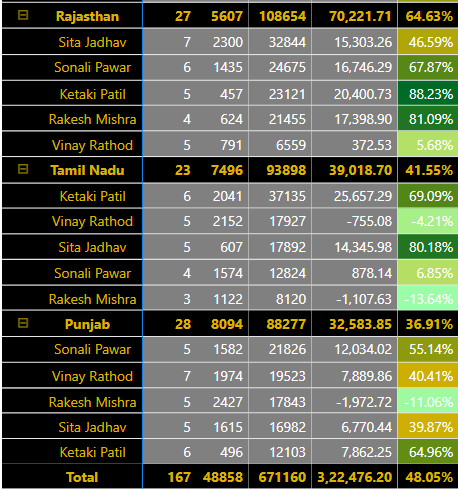 Rajasthan 27 5607 108654 70,221.71 64.63%
Sita Jadhav 7 2300 32844 15,303.26 46.59%
Sonali Pawar 6 1435 24675 16,746.29 67.87%
Ketaki Patil 5 457 23121 20,400.73 88.23%
Rakesh Mishra 4 624 21455 17,398.90 81.09%
Vinay Rathod 5 791 6559 372.53 5.68%
Tamil Nadu 23 7496 93898 39,018.70 41.55%
Ketaki Patil 6 2041 37135 25,657.29 69.09%
Vinay Rathod 5 2152 17927 -755.08 -4.21%
Sita Jadhav 5 607 17892 14,345.98 80.18%
Sonali Pawar 4 1574 12824 878.14 6.85%
Rakesh Mishra 3 1122 8120 -1,107.63 -13.64%
Punjab 28 8094 88277 32,583.85 36.91%
Sonali Pawar 5 1582 21826 12,034.02 55.14%
Vinay Rathod 7 1974 19523 7,889.86 40.41%
Rakesh Mishra 5 2427 17843 -1,972.72 -11.06%
Sita Jadhav 5 1615 16982 6,770.44 39.87%
Ketaki Patil 6 496 12103 7,862.25 64.96%
Total 167 48858 671160 3,22,476.20 48.05%